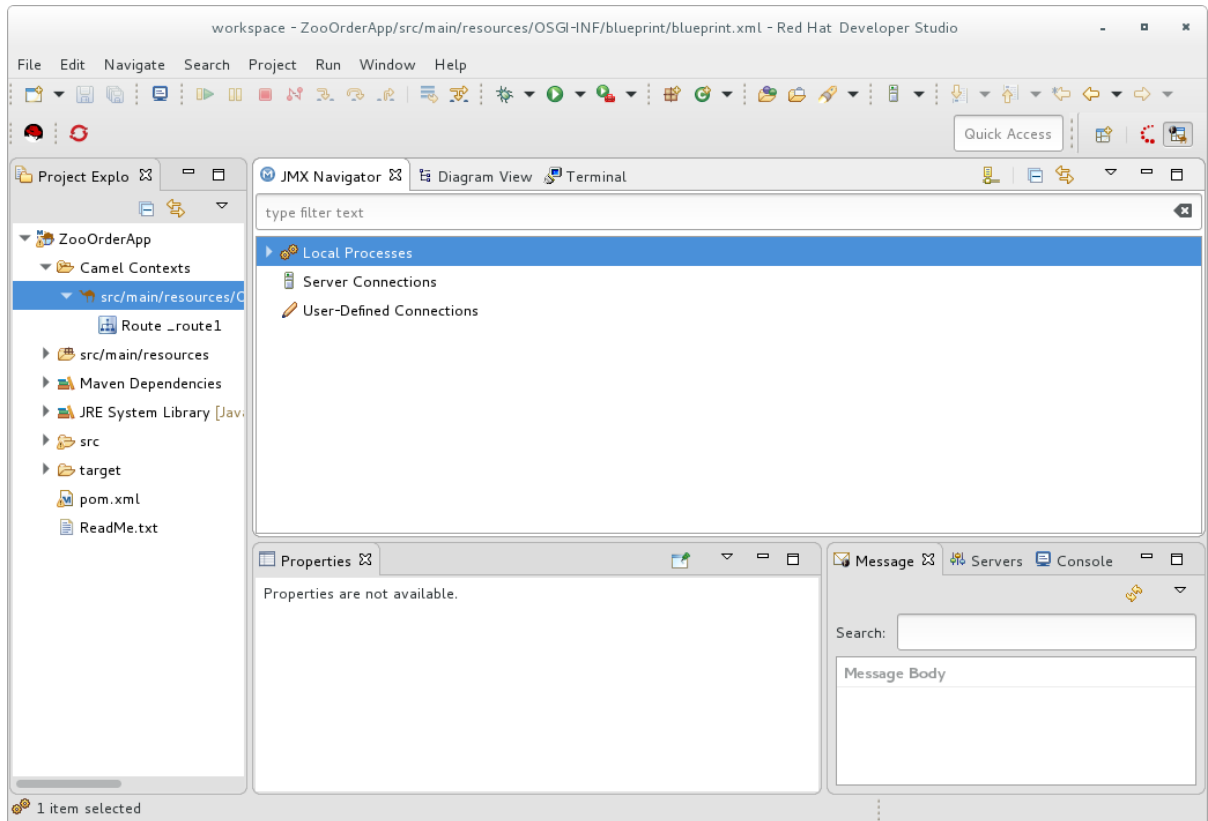 workspace - ZooOrderApp/src/main/resources/OSGI-INF/blueprint/blueprint.xml - Red Hat Developer Studio
File Edit Navigate Search Project Run Window Help
Quick Access
Project Explo
JMX Navigator Diagram View Terminal
type filter text
ZooOrderApp
Camel Contexts
src/main/resources/O
Route _route1
src/main/resources
Maven Dependencies
JRE System Library [Java
src
target
pom.xml
ReadMe.txt
Local Processes
Server Connections
User-Defined Connections
Properties
Properties are not available.
Message Servers Console
Search:
Message Body
1 item selected